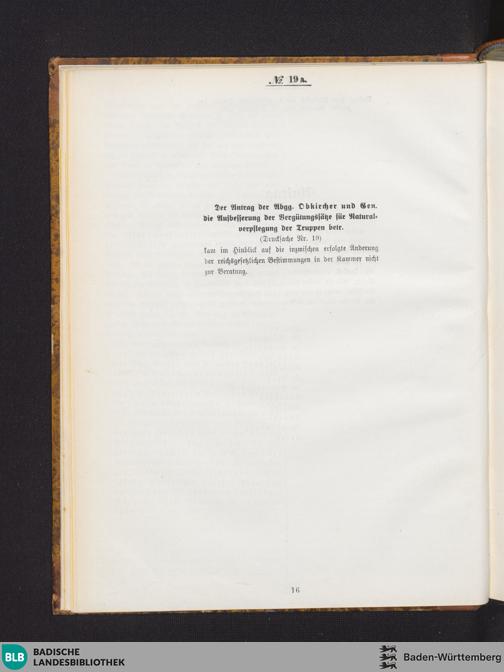 № 19 a.
Der Antrag der Abgg. Obkircher und Gen.
die Aufbesserung der Vergütungssätze für Natural-
verpflegung der Truppen betr.
(Drucksache Nr. 19)
kam im Hinblick auf die inzwischen erfolgte Änderung
der reichsgesetzlichen Bestimmungen in der Kammer nicht
zur Beratung.
16
BLB
BADISCHE
LANDESBIBLIOTHEK
Baden-Württemberg